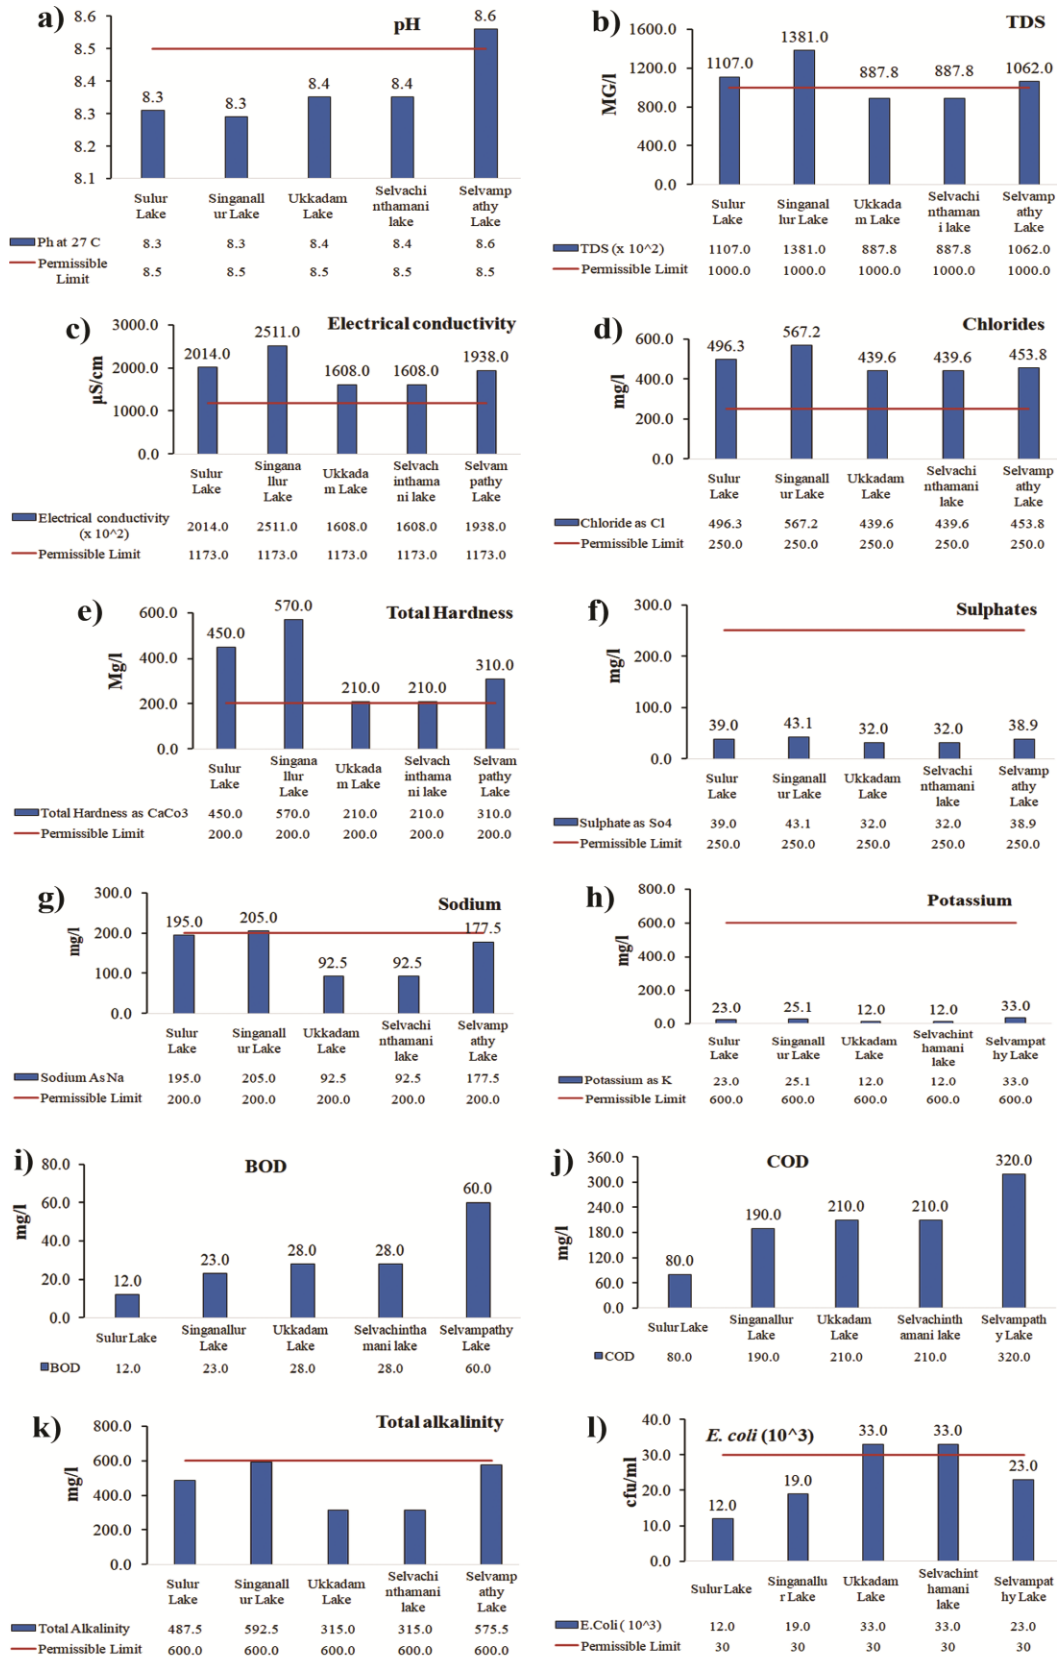 a)
pH
8.6
8.5
8.4
8.3
8.2
8.1
8.3
8.3
8.4
8.4
8.6
Sulur Lake
Singanallur Lake
Ukkadam Lake
Selvachinthamani lake
Selvampathy Lake
Ph at 27 C 8.3 8.3 8.4 8.4 8.6
Permissible Limit 8.5 8.5 8.5 8.5 8.5
b)
TDS
MG/l
1600.0
1200.0
800.0
400.0
0.0
1107.0
1381.0
887.8
887.8
1062.0
Sulur Lake
Singanallur Lake
Ukkadam Lake
Selvachinthamani lake
Selvampathy Lake
TDS (x 10^2) 1107.0 1381.0 887.8 887.8 1062.0
Permissible Limit 1000.0 1000.0 1000.0 1000.0 1000.0
c)
Electrical conductivity
µS/cm
3000.0
2000.0
1000.0
0.0
2014.0
2511.0
1608.0
1608.0
1938.0
Sulur Lake
Singanallur Lake
Ukkadam Lake
Selvachinthamani lake
Selvampathy Lake
Electrical conductivity (x 10^2) 2014.0 2511.0 1608.0 1608.0 1938.0
Permissible Limit 1173.0 1173.0 1173.0 1173.0 1173.0
d)
Chlorides
mg/l
600.0
400.0
200.0
0.0
496.3
567.2
439.6
439.6
453.8
Sulur Lake
Singanallur Lake
Ukkadam Lake
Selvachinthamani lake
Selvampathy Lake
Chloride as Cl 496.3 567.2 439.6 439.6 453.8
Permissible Limit 250.0 250.0 250.0 250.0 250.0
e)
Total Hardness
Mg/l
600.0
400.0
200.0
0.0
450.0
570.0
210.0
210.0
310.0
Sulur Lake
Singanallur Lake
Ukkadam Lake
Selvachinthamani lake
Selvampathy Lake
Total Hardness as CaCo3 450.0 570.0 210.0 210.0 310.0
Permissible Limit 200.0 200.0 200.0 200.0 200.0
f)
Sulphates
mg/l
300.0
200.0
100.0
0.0
39.0
43.1
32.0
32.0
38.9
Sulur Lake
Singanallur Lake
Ukkadam Lake
Selvachinthamani lake
Selvampathy Lake
Sulphate as So4 39.0 43.1 32.0 32.0 38.9
Permissible Limit 250.0 250.0 250.0 250.0 250.0
g)
Sodium
mg/l
300.0
200.0
100.0
0.0
195.0
205.0
92.5
92.5
177.5
Sulur Lake
Singanallur Lake
Ukkadam Lake
Selvachinthamani lake
Selvampathy Lake
Sodium As Na 195.0 205.0 92.5 92.5 177.5
Permissible Limit 200.0 200.0 200.0 200.0 200.0
h)
Potassium
mg/l
800.0
600.0
400.0
200.0
0.0
23.0
25.1
12.0
12.0
33.0
Sulur Lake
Singanallur Lake
Ukkadam Lake
Selvachinthamani lake
Selvampathy Lake
Potassium as K 23.0 25.1 12.0 12.0 33.0
Permissible Limit 600.0 600.0 600.0 600.0 600.0
i)
BOD
mg/l
80.0
60.0
40.0
20.0
0.0
12.0
23.0
28.0
28.0
60.0
Sulur Lake
Singanallur Lake
Ukkadam Lake
Selvachinthamani lake
Selvampathy Lake
BOD 12.0 23.0 28.0 28.0 60.0
j)
COD
mg/l
360.0
300.0
240.0
180.0
120.0
60.0
0.0
80.0
190.0
210.0
210.0
320.0
Sulur Lake
Singanallur Lake
Ukkadam Lake
Selvachinthamani lake
Selvampathy Lake
COD 80.0 190.0 210.0 210.0 320.0
k)
Total alkalinity
mg/l
800.0
600.0
400.0
200.0
0.0
Sulur Lake
Singanallur Lake
Ukkadam Lake
Selvachinthamani lake
Selvampathy Lake
Total Alkalinity 487.5 592.5 315.0 315.0 575.5
Permissible Limit 600.0 600.0 600.0 600.0 600.0
l)
E. coli (10^3)
cfu/ml
40.0
30.0
20.0
10.0
0.0
12.0
19.0
33.0
33.0
23.0
Sulur Lake
Singanallur Lake
Ukkadam Lake
Selvachinthamani lake
Selvampathy Lake
E.Coli ( 10^3) 12.0 19.0 33.0 33.0 23.0
Permissible Limit 30 30 30 30 30